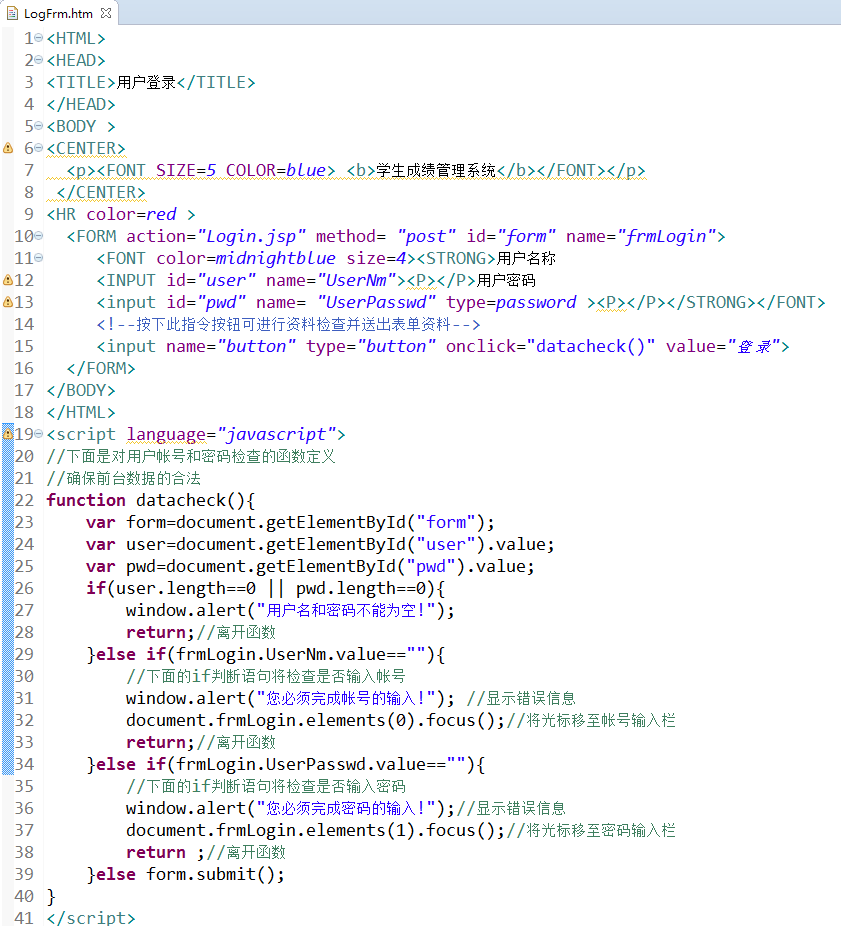 LogFrm.htm
1 <HTML>
2 <HEAD>
3 <TITLE>用户登录</TITLE>
4 </HEAD>
5 <BODY >
6 <CENTER>
7   <p><FONT SIZE=5 COLOR=blue> <b>学生成绩管理系统</b></FONT></p>
8  </CENTER>
9 <HR color=red >
10   <FORM action="Login.jsp" method= "post" id="form" name="frmLogin">
11      <FONT color=midnightblue size=4><STRONG>用户名称
12      <INPUT id="user" name="UserNm"><P></P>用户密码
13      <input id="pwd" name= "UserPasswd" type=password ><P></P></STRONG></FONT>
14      <!--按下此指令按钮可进行资料检查并送出表单资料-->
15      <input name="button" type="button" onclick="datacheck()" value="登录">
16   </FORM>
17 </BODY>
18 </HTML>
19 <script language="javascript">
20 //下面是对用户帐号和密码检查的函数定义
21 //确保前台数据的合法
22 function datacheck(){
23     var form=document.getElementById("form");
24     var user=document.getElementById("user").value;
25     var pwd=document.getElementById("pwd").value;
26     if(user.length==0 || pwd.length==0){
27         window.alert("用户名和密码不能为空!");
28         return;//离开函数
29     }else if(frmLogin.UserNm.value==""){
30         //下面的if判断语句将检查是否输入帐号
31         window.alert("您必须完成帐号的输入!"); //显示错误信息
32         document.frmLogin.elements(0).focus();//将光标移至帐号输入栏
33         return;//离开函数
34     }else if(frmLogin.UserPasswd.value==""){
35         //下面的if判断语句将检查是否输入密码
36         window.alert("您必须完成密码的输入!");//显示错误信息
37         document.frmLogin.elements(1).focus();//将光标移至密码输入栏
38         return ;//离开函数
39     }else form.submit();
40 }
41 </script>